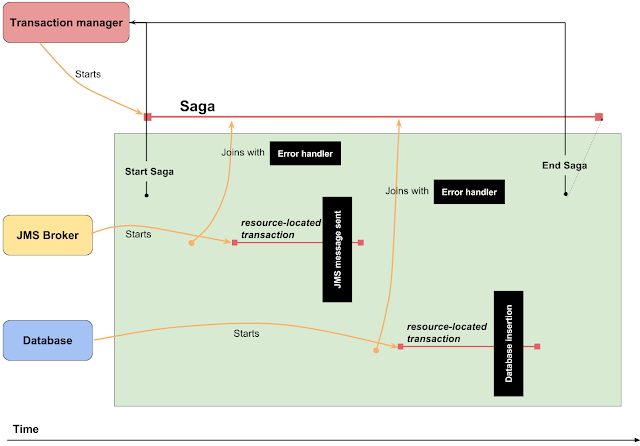 Transaction manager
Starts
Saga
Joins with
Error handler
Start Saga
End Saga
Joins with
Error handler
JMS Broker
Starts
resource-located
transaction
JMS message sent
Database
Starts
resource-located
transaction
Database insertion
Time